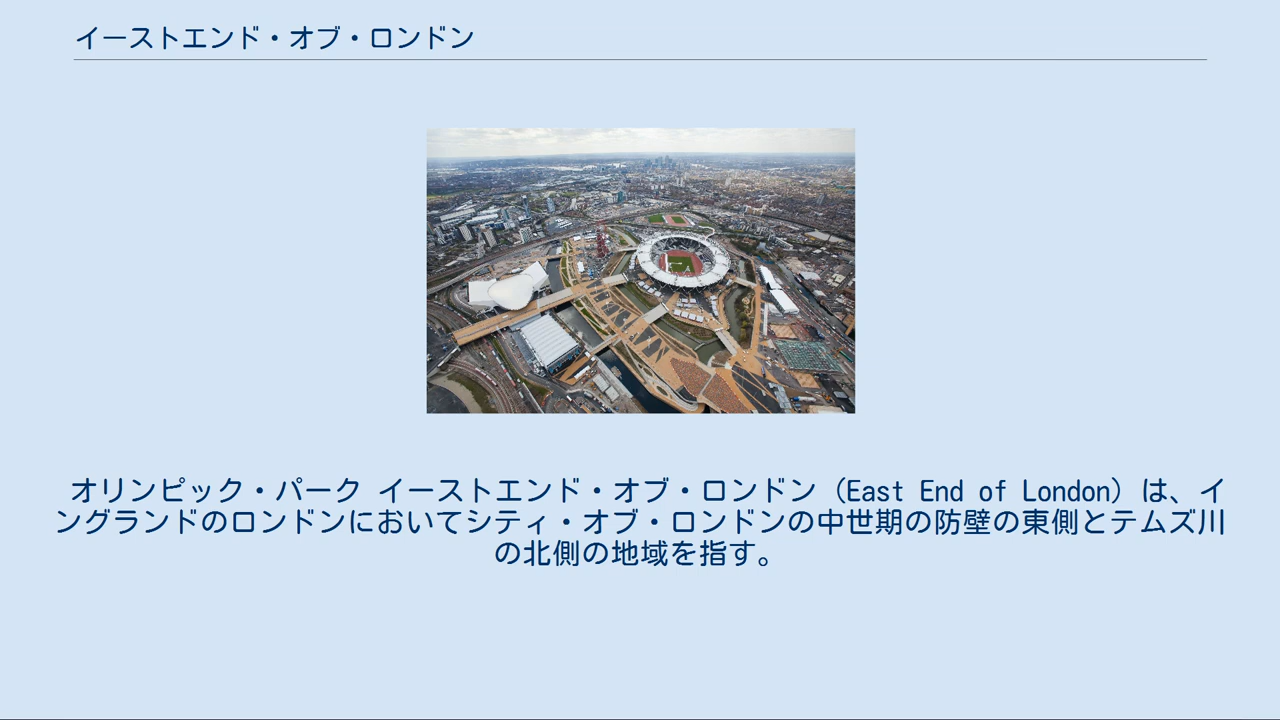 イーストエンド・オブ・ロンドン
オリンピック・パーク イーストエンド・オブ・ロンドン（East End of London）は、イ
ングランドのロンドンにおいてシティ・オブ・ロンドンの中世期の防壁の東側とテムズ川
の北側の地域を指す。